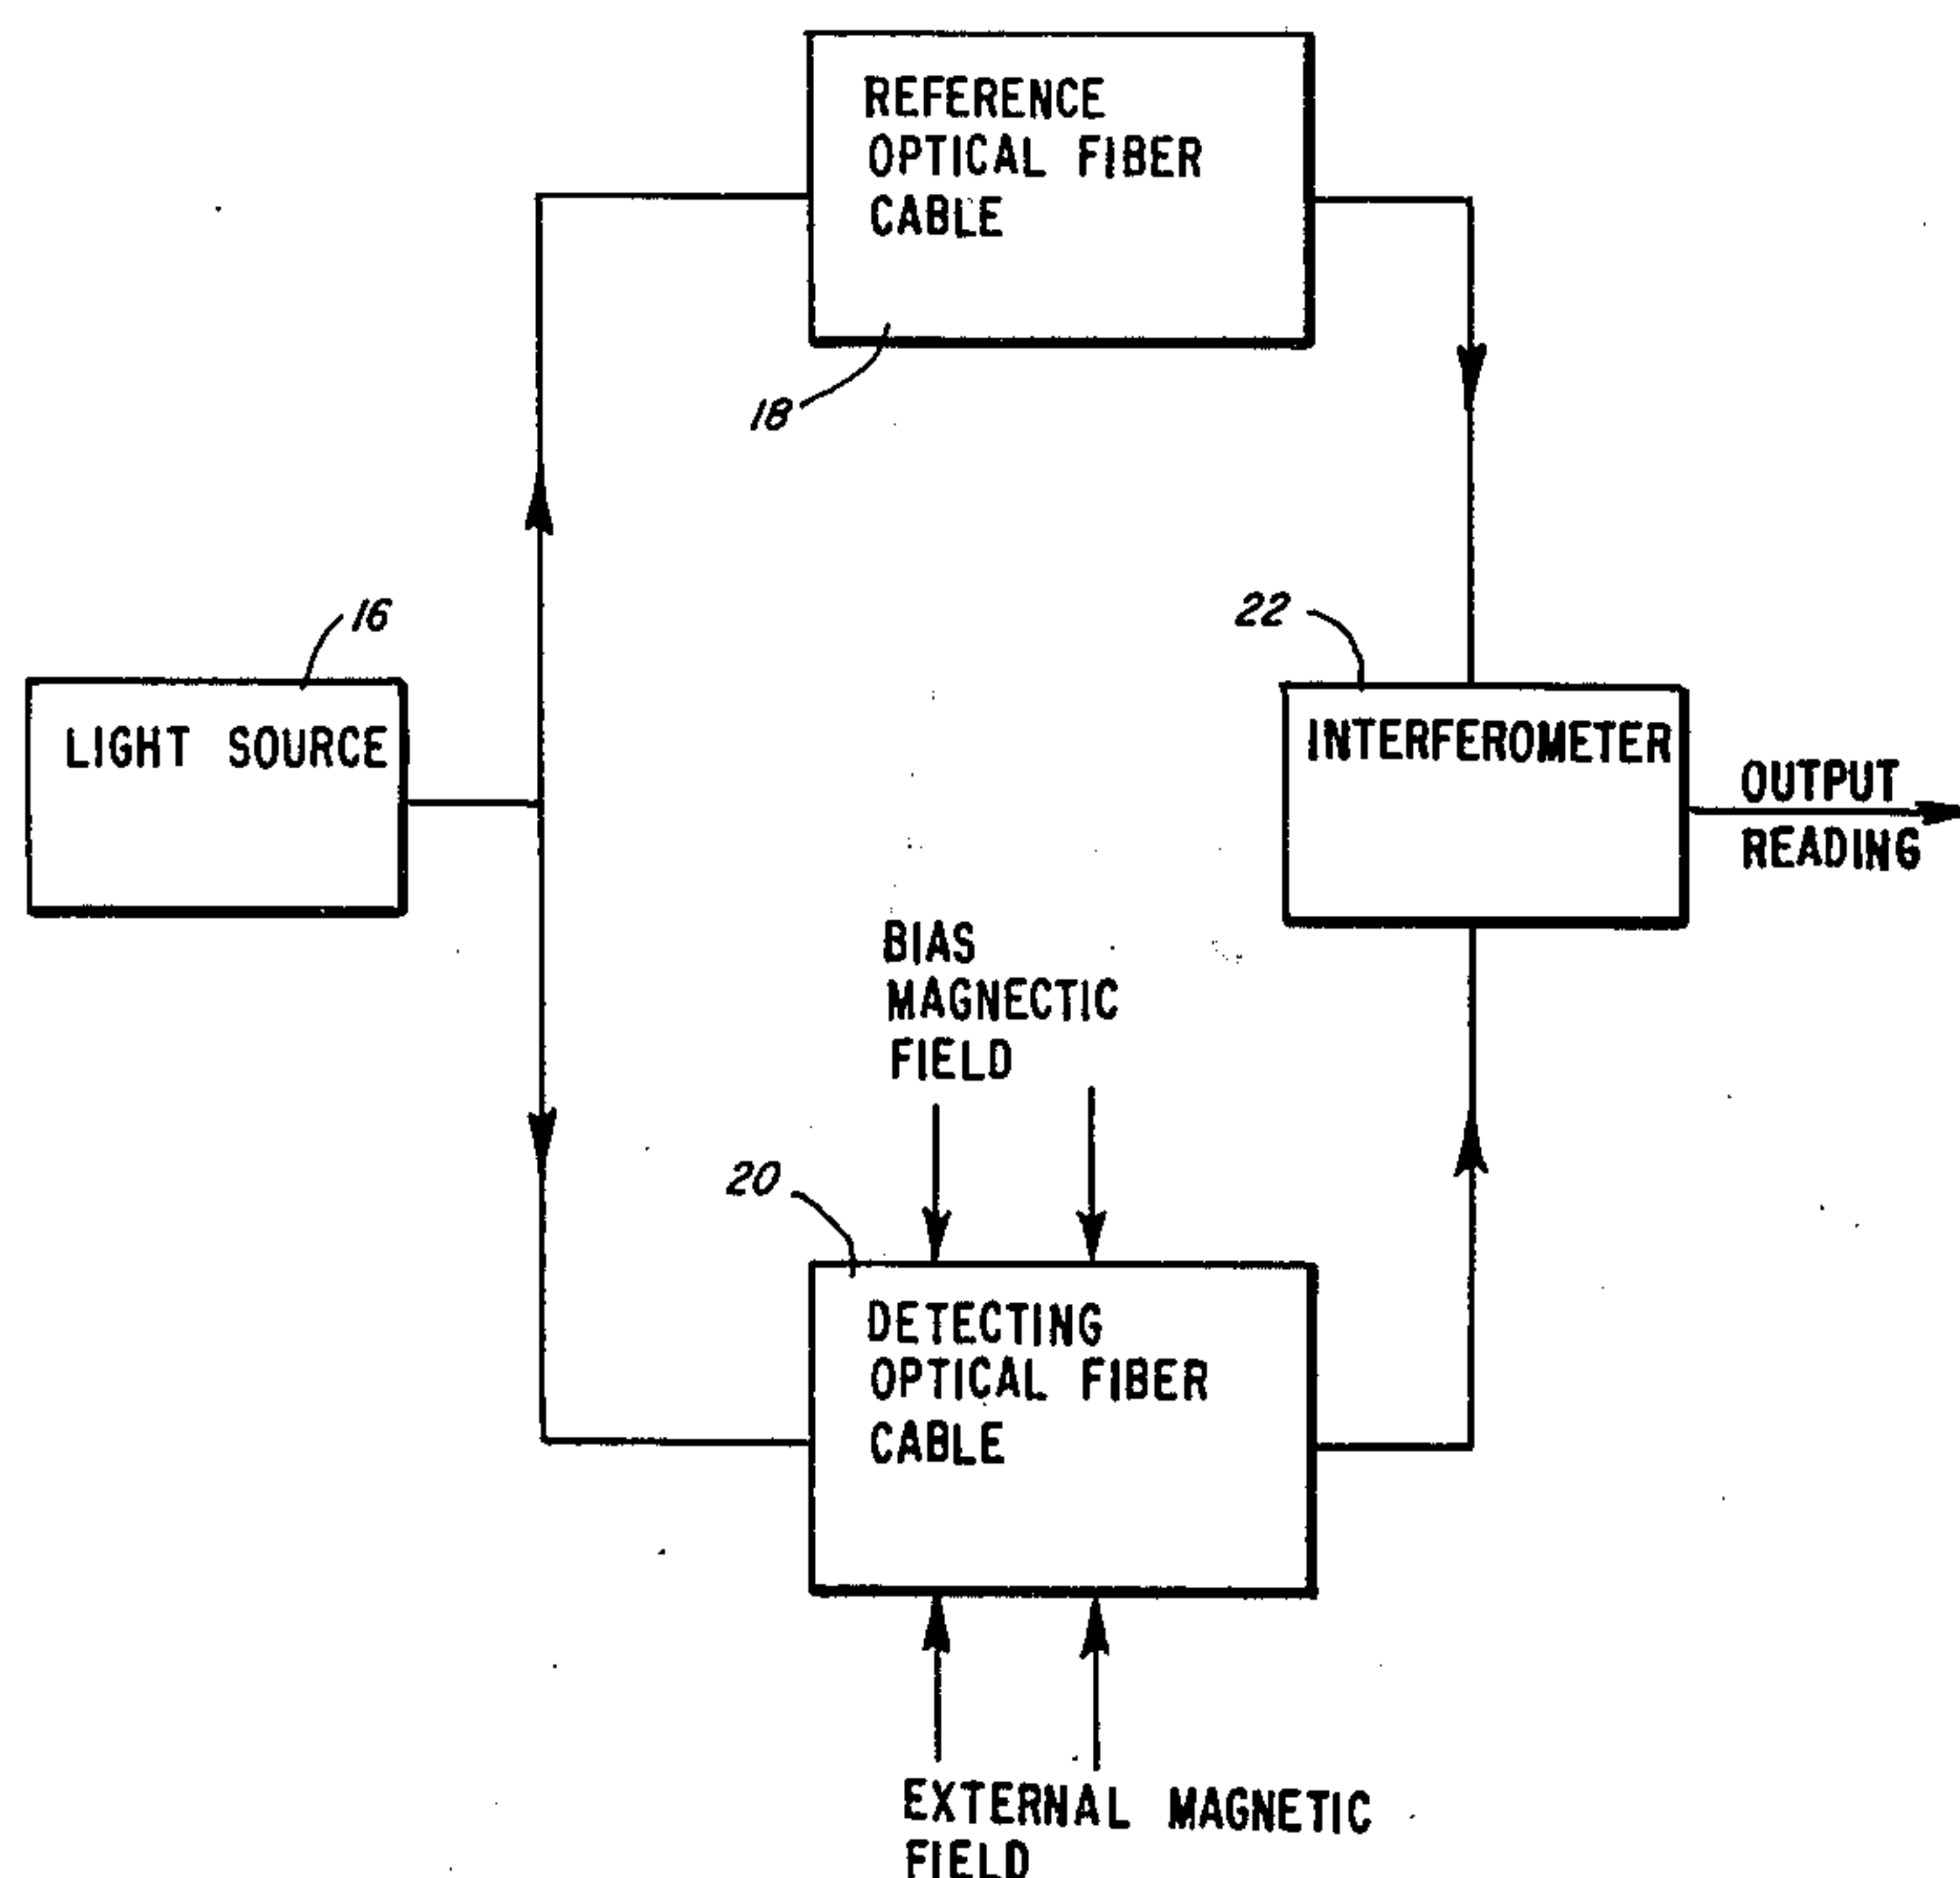 REFERENCE
OPTICAL FIBER
CABLE
18
16
LIGHT SOURCE
22
INTERFEROMETER
OUTPUT
READING
BIAS
MAGNECTIC
FIELD
20
DETECTING
OPTICAL FIBER
CABLE
EXTERNAL MAGNETIC
FIELD